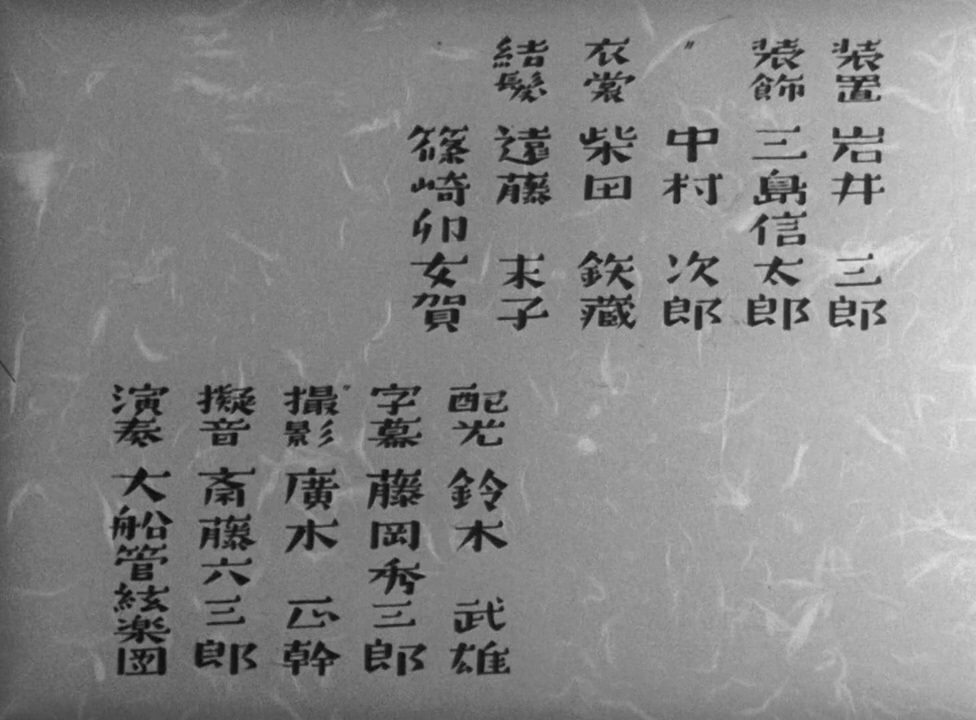 装置 岩井三郎
装飾 三島信太郎
〃 中村次郎
衣裳 柴田鉄蔵
結髪 遠藤末子
篠崎卯女賀
配光 鈴木武雄
字幕 藤岡秀三郎
撮影〃 廣水正幹
擬音 斎藤六三郎
演奏 大船管絃楽団